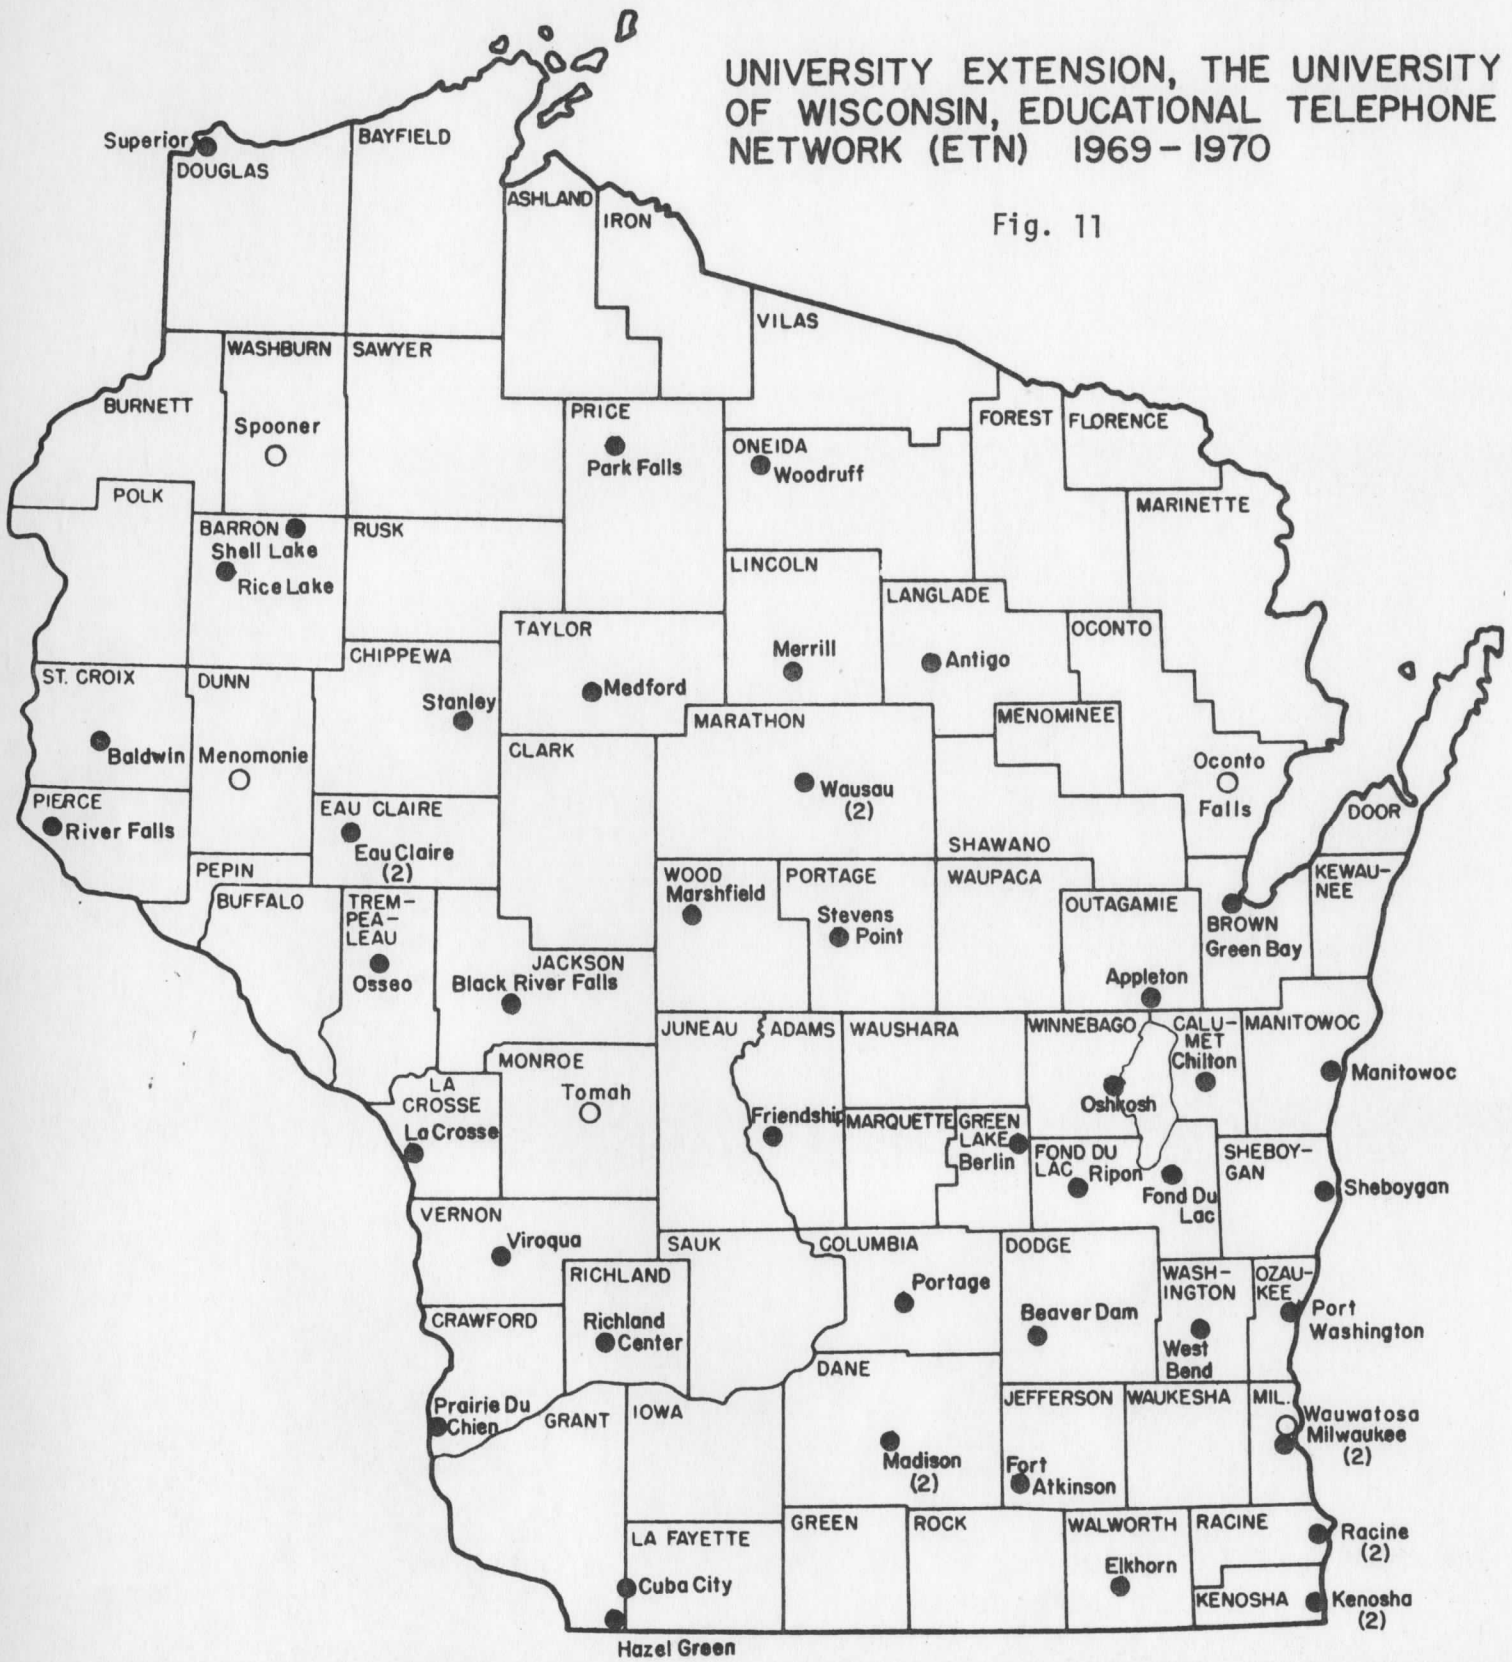 UNIVERSITY EXTENSION, THE UNIVERSITY
OF WISCONSIN, EDUCATIONAL TELEPHONE
NETWORK (ETN) 1969-1970
Fig. 11
Superior
DOUGLAS
BAYFIELD
ASHLAND
IRON
VILAS
WASHBURN
SAWYER
BURNETT
Spooner
PRICE
Park Falls
ONEIDA
Woodruff
FOREST
FLORENCE
POLK
MARINETTE
BARRON
Shell Lake
Rice Lake
RUSK
LINCOLN
Merrill
LANGLADE
Antigo
TAYLOR
Medford
OCONTO
CHIPPEWA
Stanley
ST. CROIX
Baldwin
DUNN
Menomonie
MARATHON
Wausau
(2)
MENOMINEE
CLARK
Oconto
Falls
PIERCE
River Falls
EAU CLAIRE
Eau Claire
(2)
DOOR
SHAWANO
PEPIN
BUFFALO
TREM-
PEA-
LEAU
Osseo
WOOD
Marshfield
PORTAGE
Stevens
Point
WAUPACA
OUTAGAMIE
Appleton
BROWN
Green Bay
KEWAU-
NEE
JACKSON
Black River Falls
JUNEAU
ADAMS
Friendship
WAUSHARA
WINNEBAGO
Oshkosh
CALU-
MET
Chilton
MANITOWOC
Manitowoc
MONROE
Tomah
LA
CROSSE
La Crosse
MARQUETTE
GREEN
LAKE
Berlin
FOND DU
LAC
Ripon
Fond Du
Lac
SHEBOY-
GAN
Sheboygan
VERNON
Viroqua
SAUK
COLUMBIA
Portage
DODGE
Beaver Dam
WASH-
INGTON
West
Bend
OZAU-
KEE
Port
Washington
RICHLAND
Richland
Center
CRAWFORD
Prairie Du
Chien
GRANT
IOWA
DANE
Madison
(2)
JEFFERSON
Fort
Atkinson
WAUKESHA
MIL.
Wauwatosa
Milwaukee
(2)
LA FAYETTE
Cuba City
Hazel Green
GREEN
ROCK
WALWORTH
Elkhorn
RACINE
Racine
(2)
KENOSHA
Kenosha
(2)